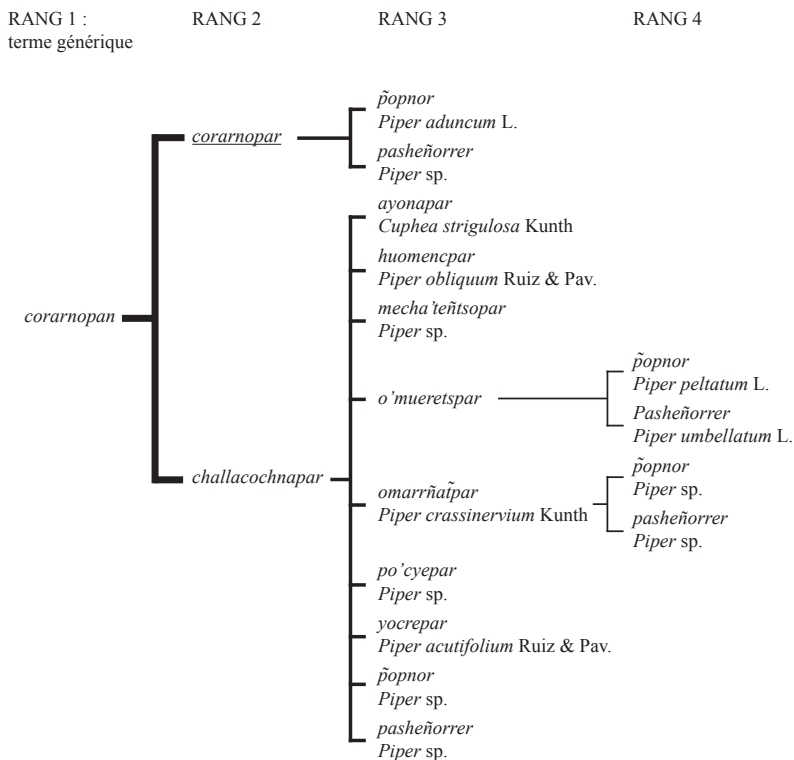 RANG 1 :
terme générique
RANG 2
RANG 3
RANG 4
corarnopan
corarnopar
p̃opnor
Piper aduncum L.
pasheñorrer
Piper sp.
challacochnapar
ayonapar
Cuphea strigulosa Kunth
huomencpar
Piper obliquum Ruiz & Pav.
mecha’teñtsopar
Piper sp.
o’mueretspar
p̃opnor
Piper peltatum L.
Pasheñorrer
Piper umbellatum L.
omarrñat̃par
Piper crassinervium Kunth
p̃opnor
Piper sp.
pasheñorrer
Piper sp.
po’cyepar
Piper sp.
yocrepar
Piper acutifolium Ruiz & Pav.
p̃opnor
Piper sp.
pasheñorrer
Piper sp.